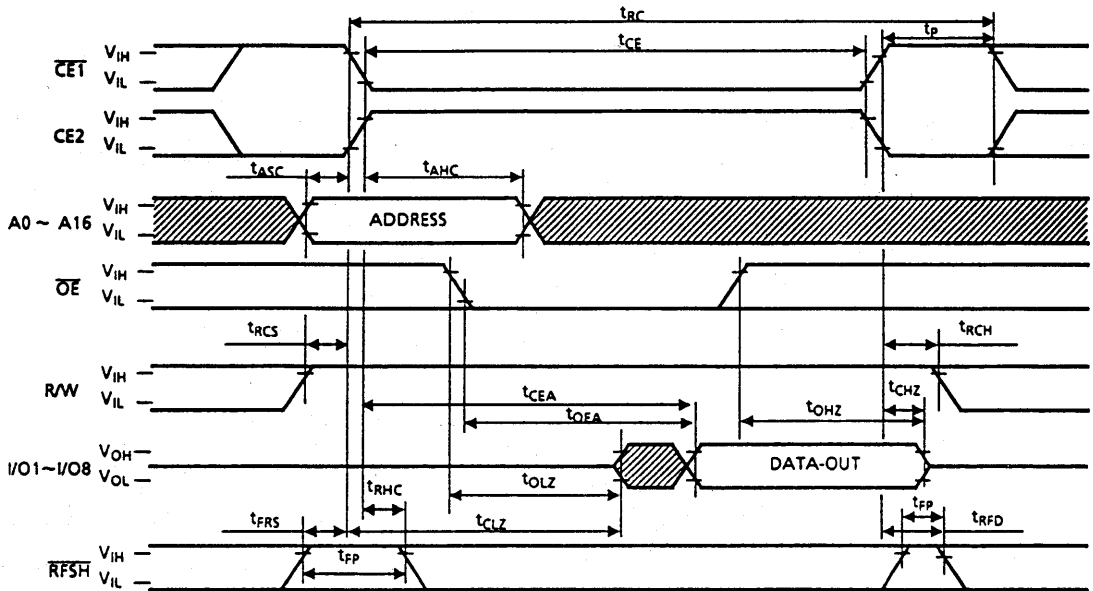 tRC
tCE
tP
CE1
VIH
VIL
CE2
VIH
VIL
tASC
tAHC
A0 ~ A16
VIH
VIL
ADDRESS
OE
VIH
VIL
tRCS
tRCH
R/W
VIH
VIL
tCEA
tOEA
tOHZ
tCHZ
I/O1~I/O8
VOH
VOL
DATA-OUT
tOLZ
tRHC
tFRS
tCLZ
tFP
tRFD
tFP
RFSH
VIH
VIL